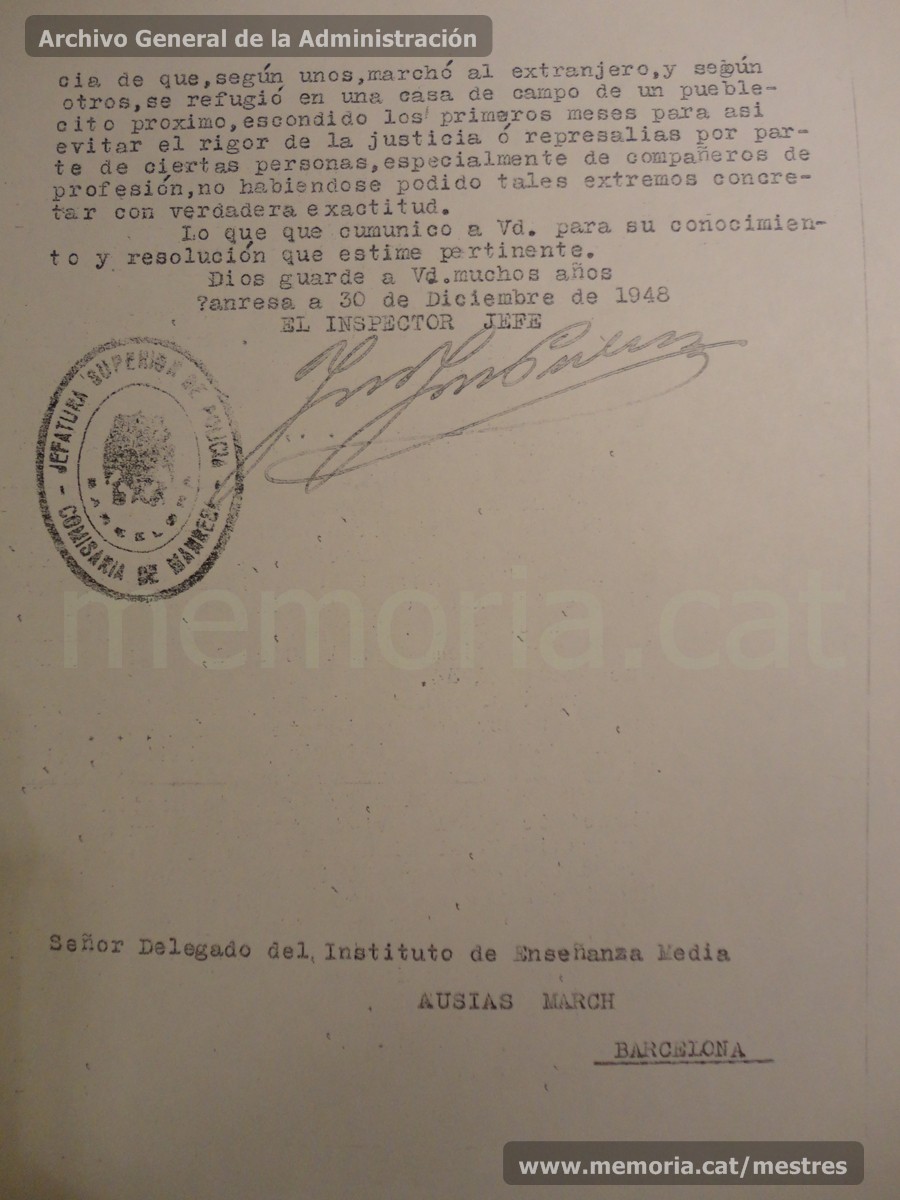 Archivo General de la Administración
cia de que,según unos,marchó al extranjero,y según
otros,se refugió en una casa de campo de un pueble-
cito proximo,escondido los primeros meses para asi
evitar el rigor de la justicia ó represalias por par-
te de ciertas personas,especialmente de compañeros de
profesión,no habiendose podido tales extremos concre-
tar con verdadera exactitud.
Lo que que cumunico a Vd. para su conocimien-
to y resolución que estime pertinente.
Dios guarde a Vd.muchos años
?anresa a 30 de Diciembre de 1948
EL INSPECTOR JEFE
JEFATURA SUPERIOR DE POLICIA
BARCELONA
- COMISARIA DE MANRESA -
memoria.cat
Señor Delegado del Instituto de Enseñanza Media
AUSIAS MARCH
BARCELONA
www.memoria.cat/mestres